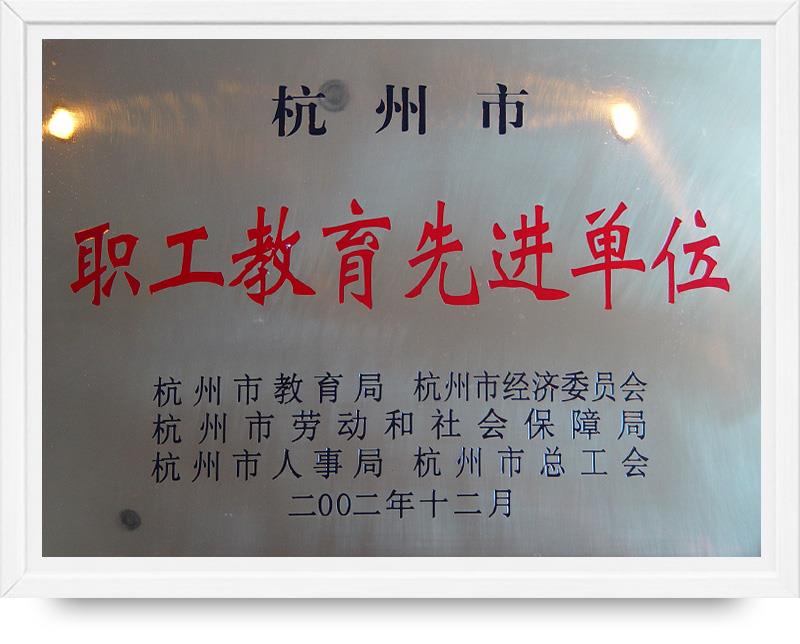 杭州市
职工教育先进单位
杭州市教育局 杭州市经济委员会
杭州市劳动和社会保障局
杭州市人事局 杭州市总工会
二00二年十二月